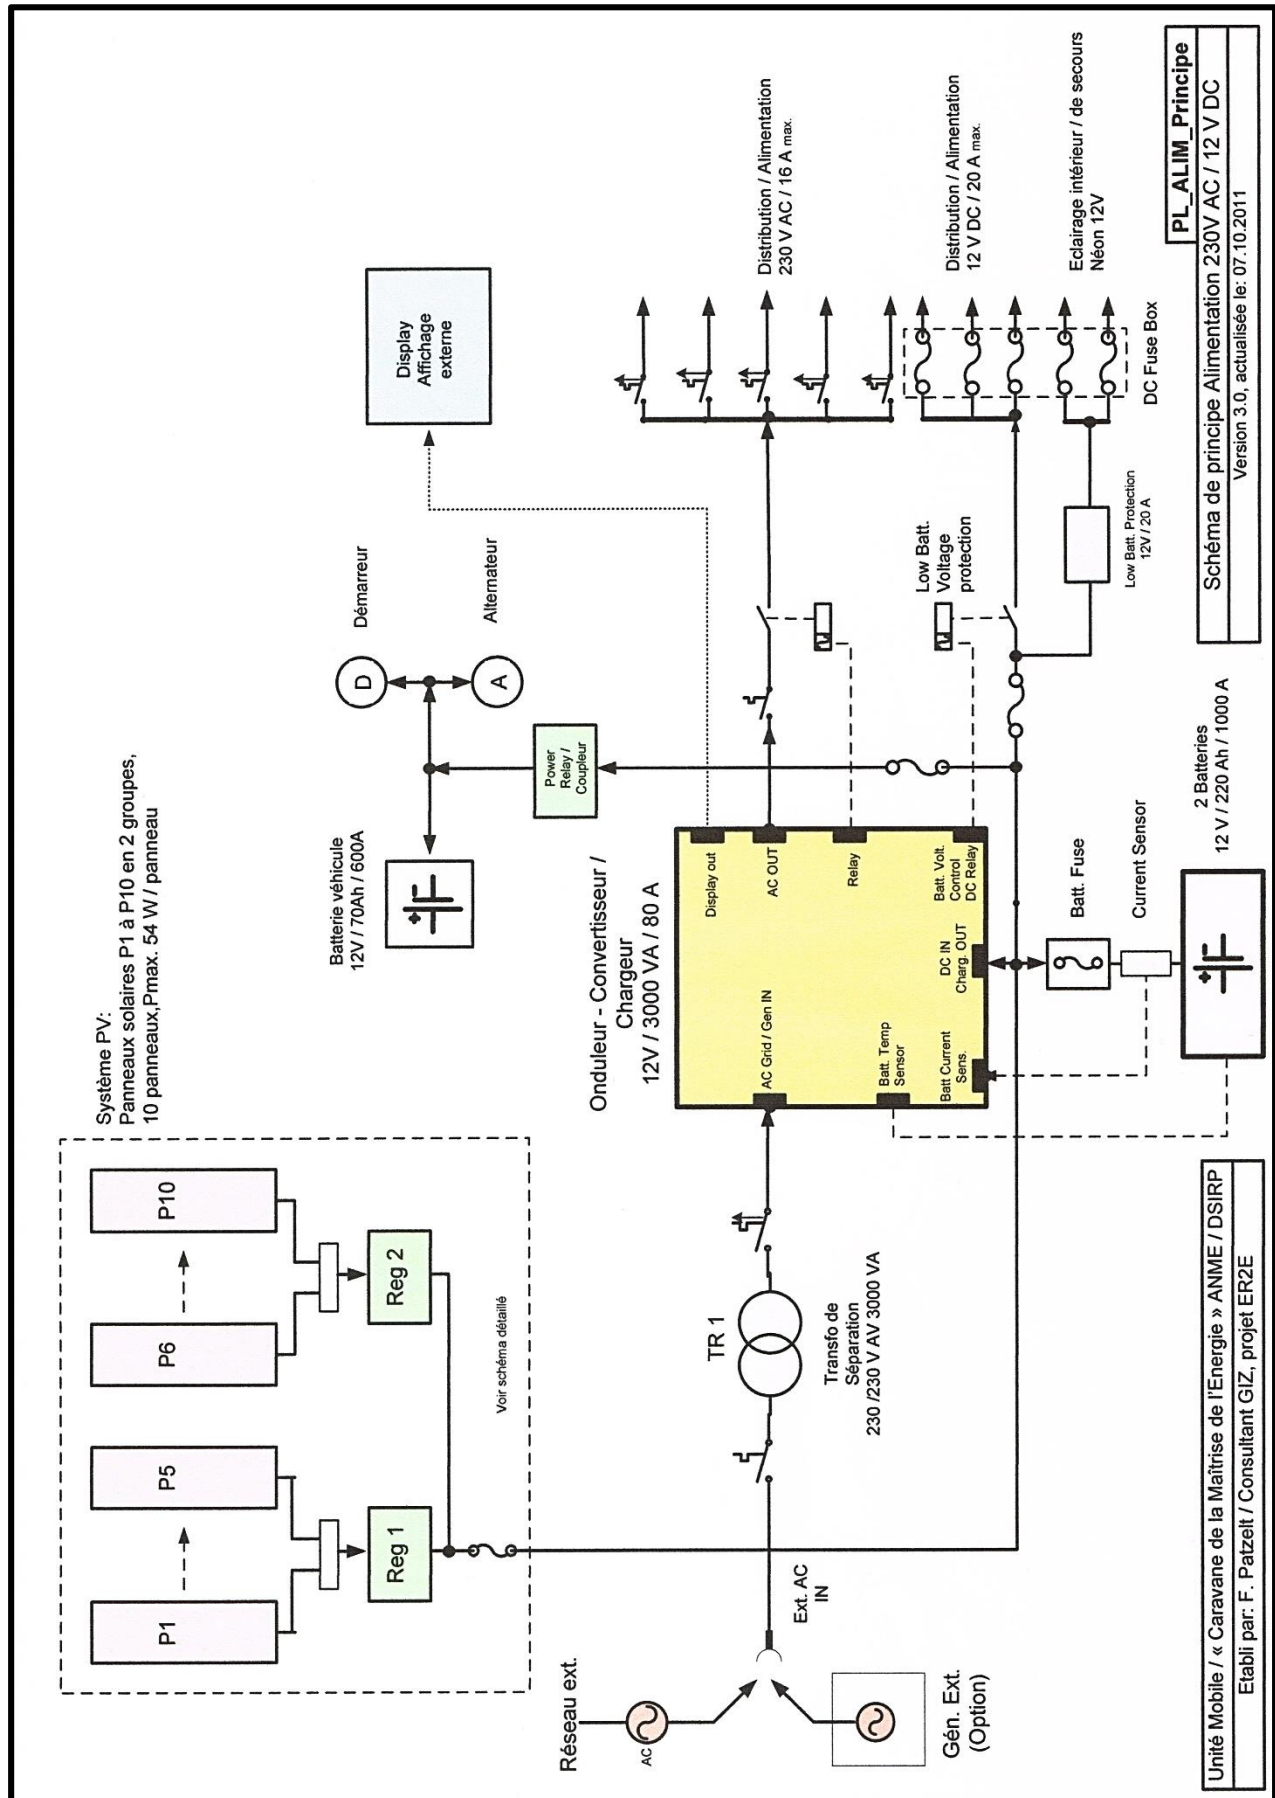 Système PV:
Panneaux solaires P1 à P10 en 2 groupes,
10 panneaux,Pmax. 54 W / panneau
P1
P5
P6
P10
Reg 1
Reg 2
Voir schéma détaillé
Batterie véhicule
12V / 70Ah / 600A
D
Démarreur
A
Alternateur
Power
Relay /
Coupleur
Display
Affichage
externe
Réseau ext.
AC
Gén. Ext.
(Option)
Ext. AC
IN
TR 1
Transfo de
Séparation
230 /230 V AV 3000 VA
Onduleur - Convertisseur /
Chargeur
12V / 3000 VA / 80 A
AC Grid / Gen IN
Batt. Temp
Sensor
Batt Current
Sens.
DC IN
Charg. OUT
Display out
AC OUT
Relay
Batt. Volt.
Control
DC Relay
Low Batt.
Voltage
protection
Distribution / Alimentation
230 V AC / 16 A max.
Distribution / Alimentation
12 V DC / 20 A max.
Eclairage intérieur / de secours
Néon 12V
DC Fuse Box
Low Batt. Protection
12V / 20 A
Batt. Fuse
Current Sensor
2 Batteries
12 V / 220 Ah / 1000 A
Unité Mobile / « Caravane de la Maîtrise de l'Energie » ANME / DSIRP
Etabli par: F. Patzelt / Consultant GIZ, projet ER2E
PL_ALIM_Principe
Schéma de principe Alimentation 230V AC / 12 V DC
Version 3.0, actualisée le: 07.10.2011